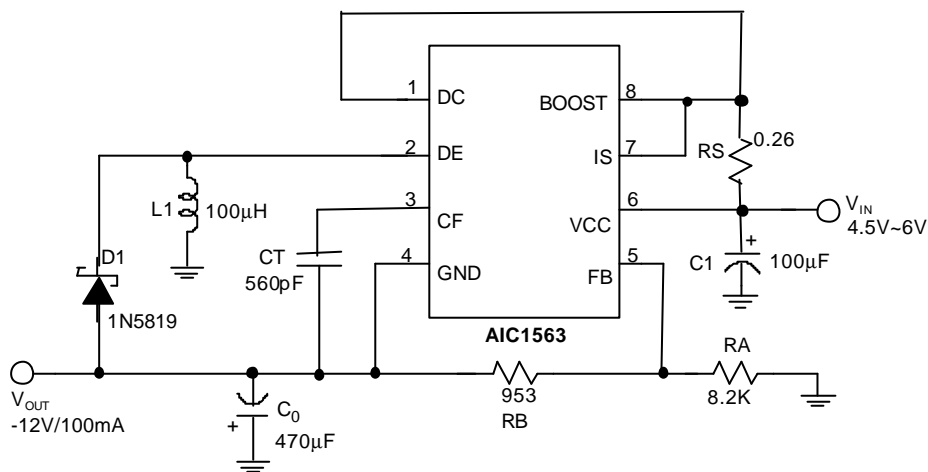 1
DC
BOOST
8
0.26
RS
2
DE
IS
7
L1
100µH
3
CF
VCC
6
V_IN
4.5V~6V
CT
560pF
4
GND
FB
5
C1
+
100µF
D1
1N5819
AIC1563
RA
8.2K
953
RB
V_OUT
-12V/100mA
C_0
+
470µF